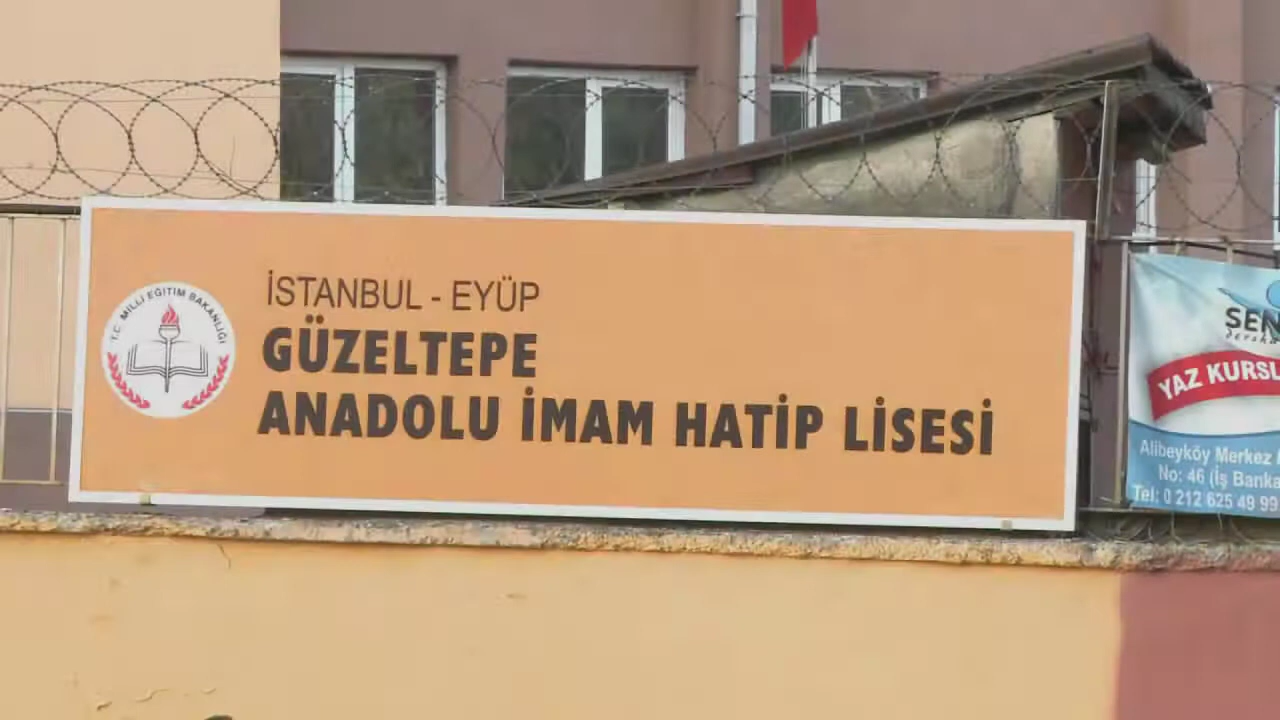 İSTANBUL - EYÜP
GÜZELTEPE
ANADOLU İMAM HATİP LİSESİ
T.C. MİLLİ EĞİTİM BAKANLIĞI
YAZ KURSU
Alibeyköy Merkez
No: 46 (İş Banka
Tel: 0 212 625 49 99